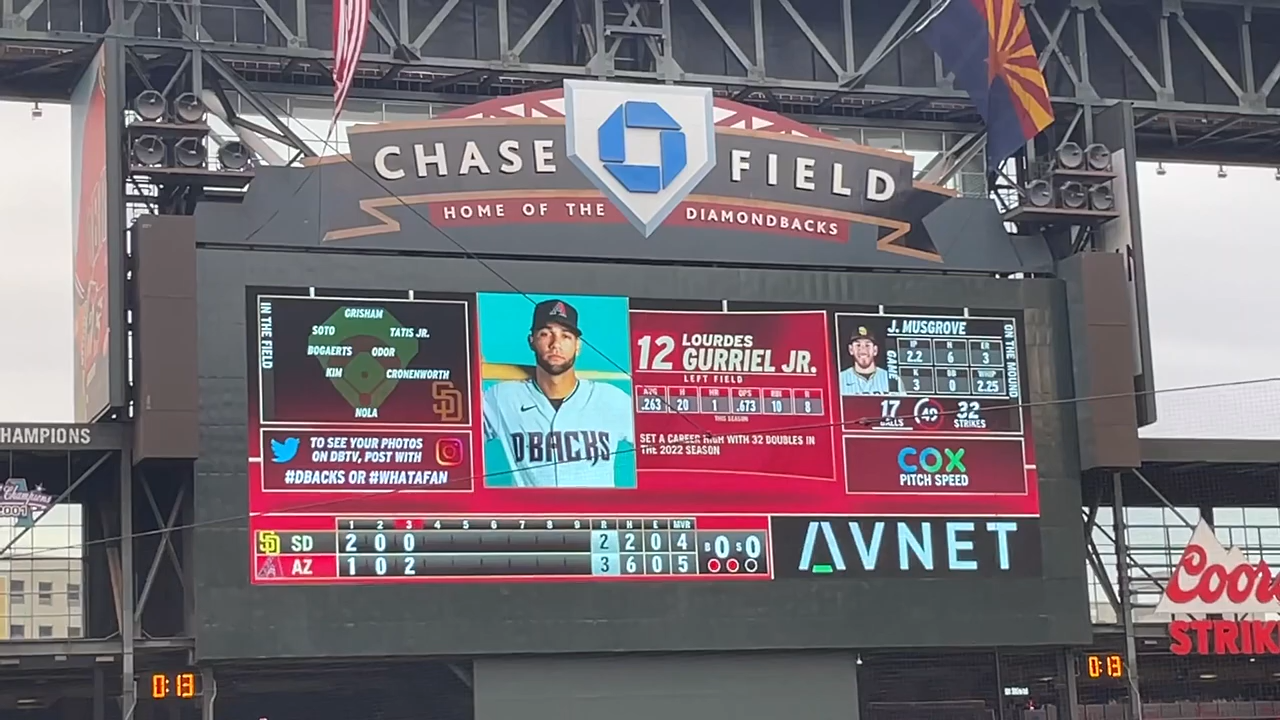 CHASE FIELD
HOME OF THE DIAMONDBACKS
IN THE FIELD
GRISHAM
SOTO TATIS JR.
BOGAERTS ODOR
KIM CRONENWORTH
NOLA
TO SEE YOUR PHOTOS
ON DBTV, POST WITH
#DBACKS OR #WHATAFAN
D·BACKS
12 LOURDES
GURRIEL JR.
LEFT FIELD
AVG H HR OPS RBI R
.263 20 1 .673 10 8
THIS SEASON
SET A CAREER HIGH WITH 32 DOUBLES IN
THE 2022 SEASON
J. MUSGROVE
ON THE MOUND
GAME
IP H ER
2.2 6 3
K BB WHIP
3 0 2.25
17 49 32
BALLS STRIKES
COX
PITCH SPEED
1 2 3 4 5 6 7 8 9 R H E MVR
SD 2 0 0 2 2 0 4
AZ 1 0 2 3 6 0 5
B 0 S 0
AVNET
HAMPIONS
Champions
2001
Coor
STRIK
0:13
0:13